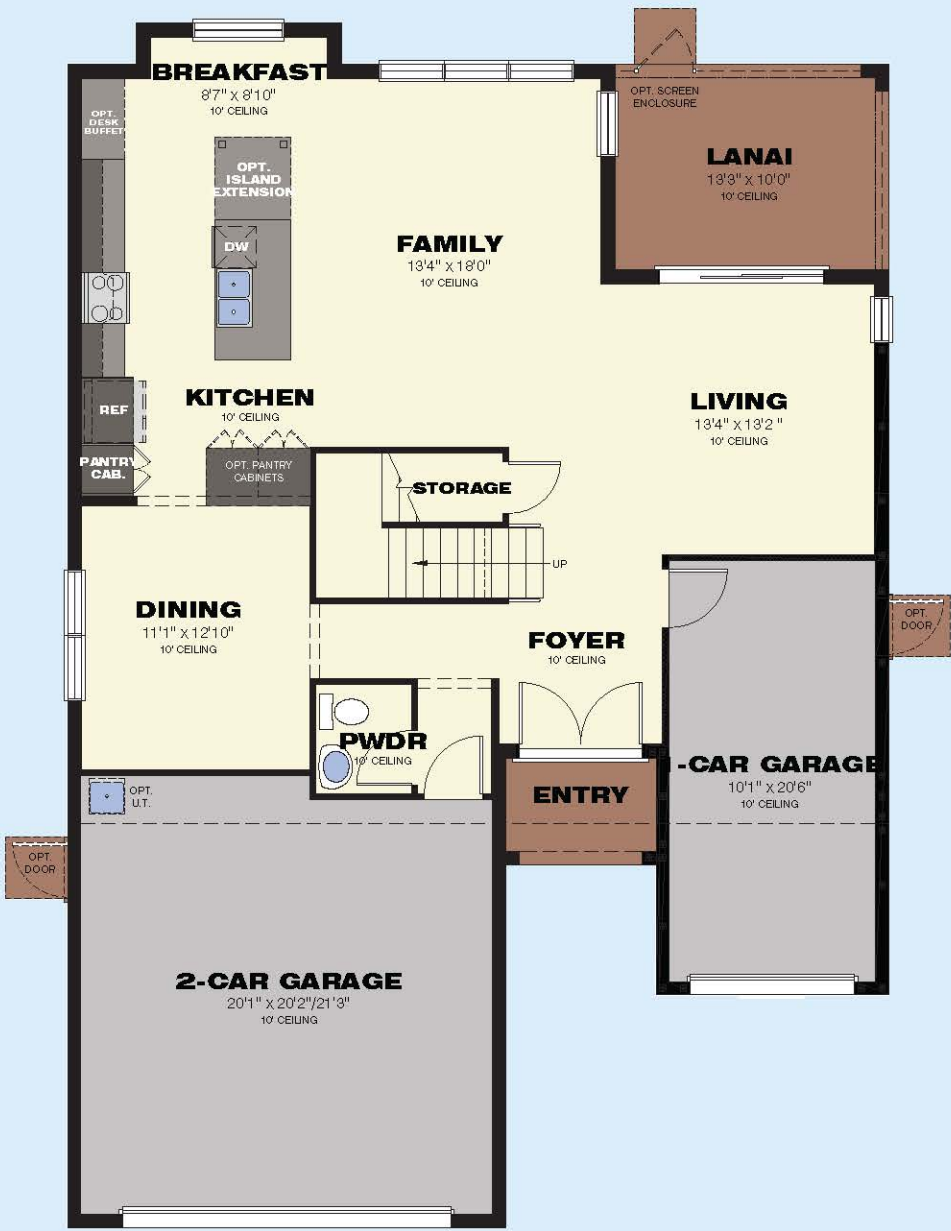 BREAKFAST
8'7" x 8'10"
10' CEILING
OPT.
DESK
BUFFET
OPT. SCREEN
ENCLOSURE
LANAI
13'3" x 10'0"
10' CEILING
OPT.
ISLAND
EXTENSION
DW
FAMILY
13'4" x 18'0"
10' CEILING
REF
KITCHEN
10' CEILING
LIVING
13'4" x 13'2 "
10' CEILING
PANTRY
CAB.
OPT. PANTRY
CABINETS
STORAGE
UP
DINING
11'1" x 12'10"
10' CEILING
FOYER
10' CEILING
OPT.
DOOR
PWDR
10' CEILING
-CAR GARAGE
10'1" x 20'6"
10' CEILING
OPT.
U.T.
ENTRY
OPT.
DOOR
2-CAR GARAGE
20'1" x 20'2"/21'3"
10' CEILING